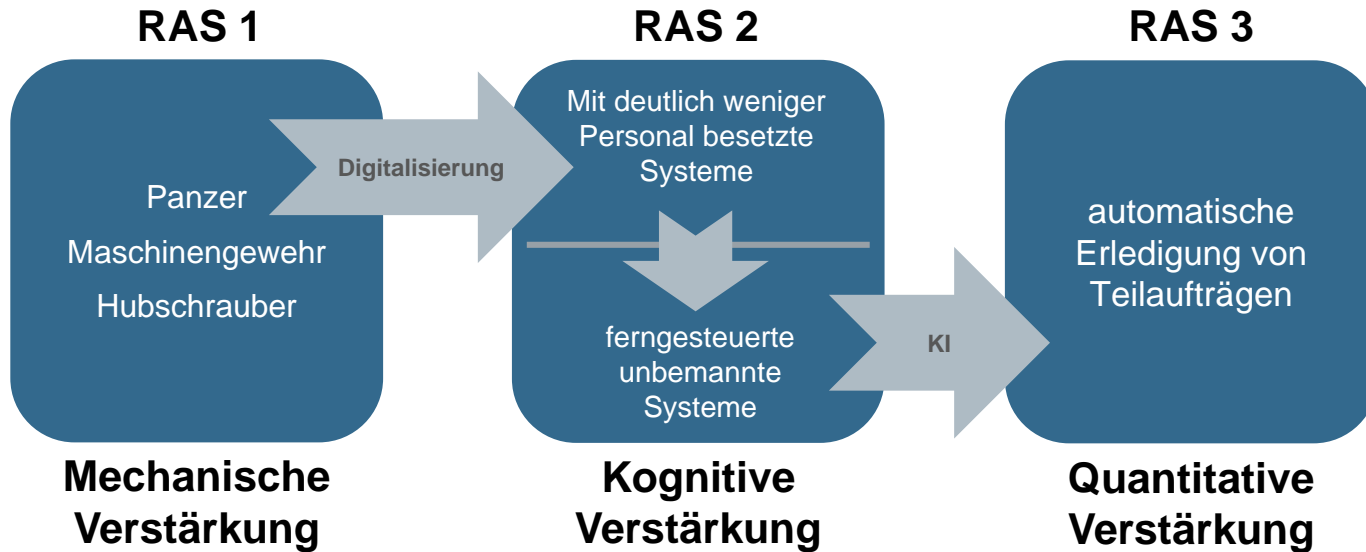 RAS 1
RAS 2
RAS 3
Panzer
Maschinengewehr
Hubschrauber
Digitalisierung
Mit deutlich weniger
Personal besetzte
Systeme
ferngesteuerte
unbemannte
Systeme
KI
automatische
Erledigung von
Teilaufträgen
Mechanische
Verstärkung
Kognitive
Verstärkung
Quantitative
Verstärkung